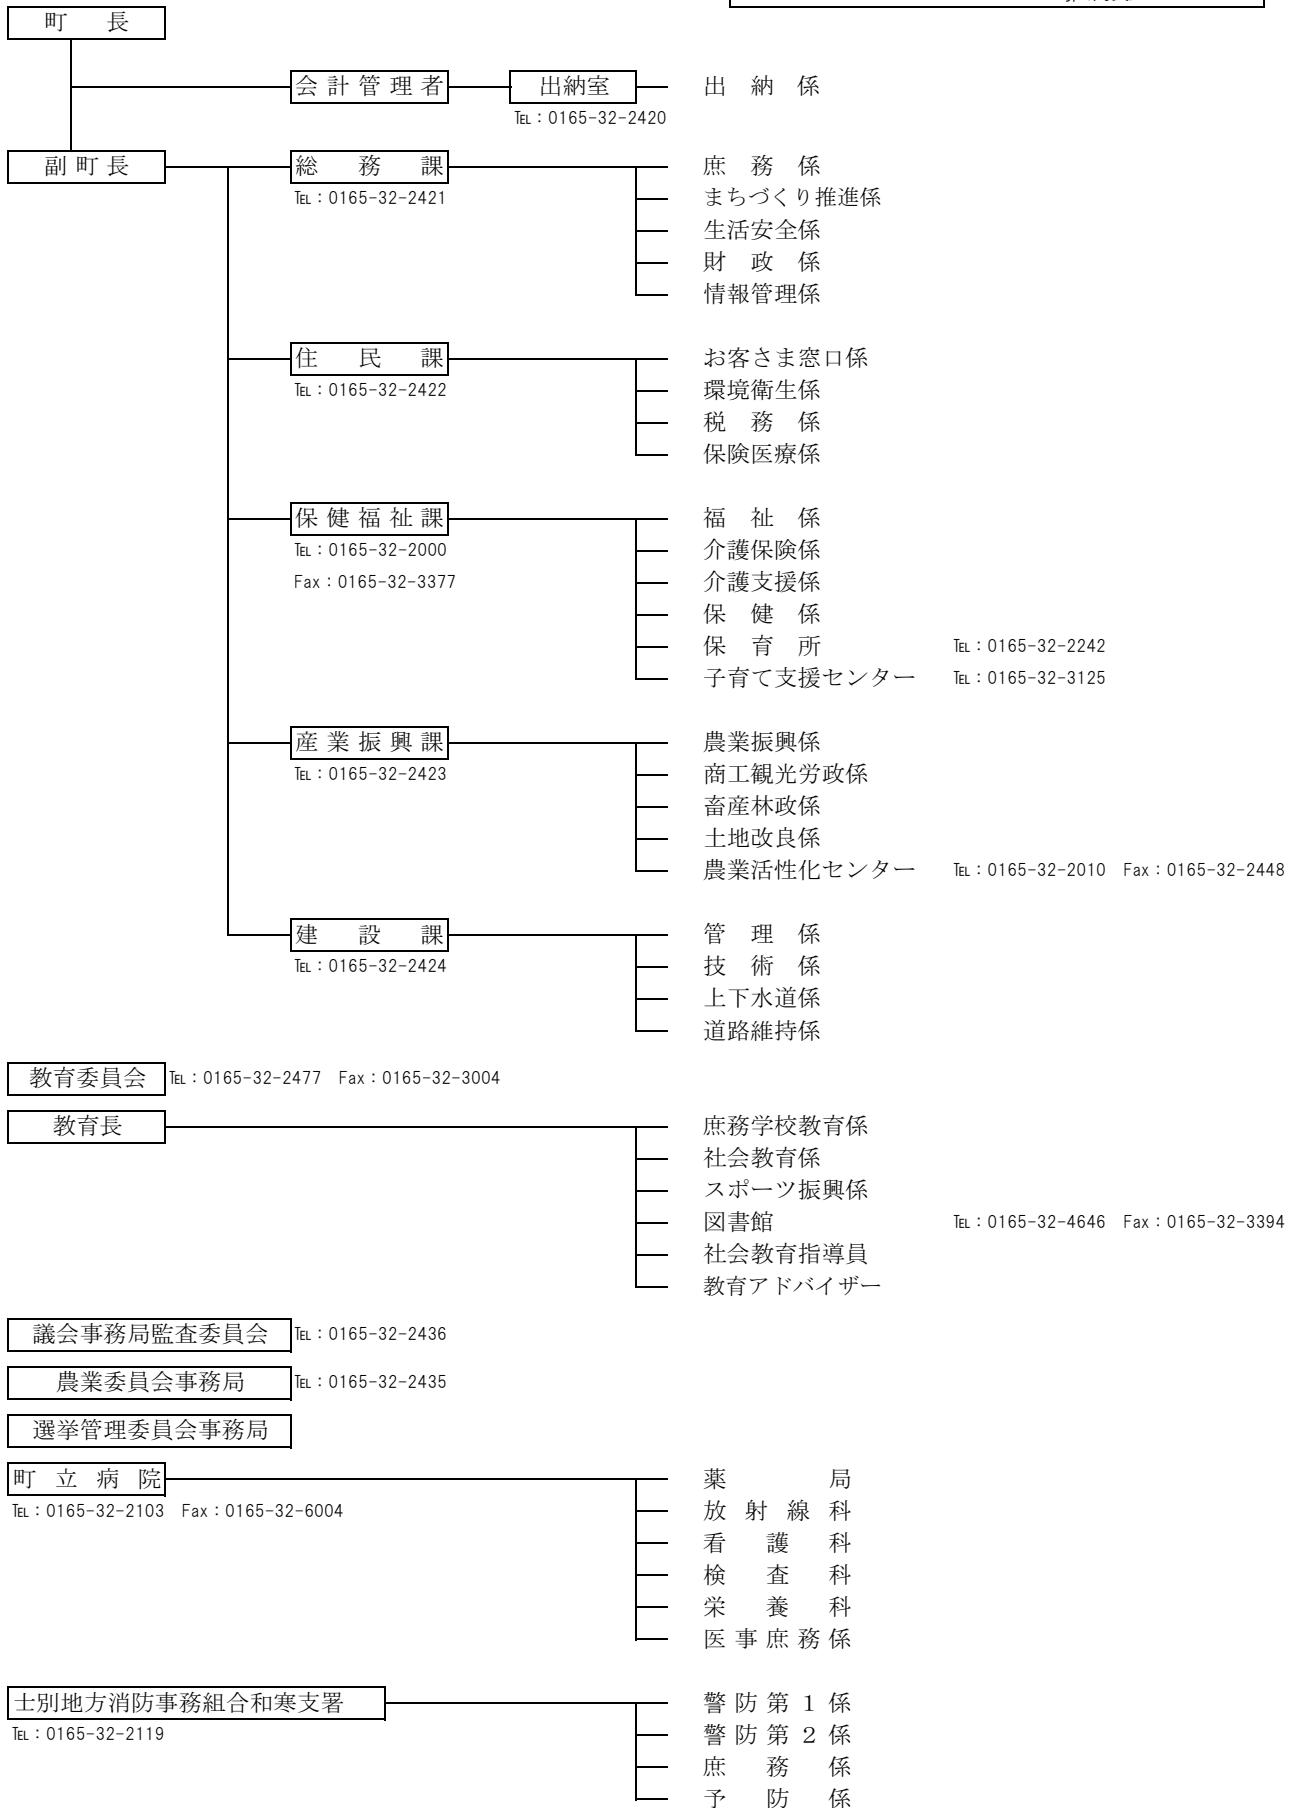 町　長
会計管理者　出納室　出　納　係
℡：0165-32-2420
副町長　総　務　課　庶　務　係
℡：0165-32-2421　まちづくり推進係
生活安全係
財　政　係
情報管理係
住　民　課　お客さま窓口係
℡：0165-32-2422　環境衛生係
税　務　係
保険医療係
保健福祉課　福　祉　係
℡：0165-32-2000　介護保険係
Fax：0165-32-3377　介護支援係
保　健　係
保　育　所　℡：0165-32-2242
子育て支援センター　℡：0165-32-3125
産業振興課　農業振興係
℡：0165-32-2423　商工観光労政係
畜産林政係
土地改良係
農業活性化センター　℡：0165-32-2010　Fax：0165-32-2448
建　設　課　管　理　係
℡：0165-32-2424　技　術　係
上下水道係
道路維持係
教育委員会　℡：0165-32-2477　Fax：0165-32-3004
教育長　庶務学校教育係
社会教育係
スポーツ振興係
図書館　℡：0165-32-4646　Fax：0165-32-3394
社会教育指導員
教育アドバイザー
議会事務局監査委員会　℡：0165-32-2436
農業委員会事務局　℡：0165-32-2435
選挙管理委員会事務局
町　立　病　院　薬　局
℡：0165-32-2103　Fax：0165-32-6004　放　射　線　科
看　護　科
検　査　科
栄　養　科
医事庶務係
士別地方消防事務組合和寒支署　警防第１係
℡：0165-32-2119　警防第２係
庶　務　係
予　防　係